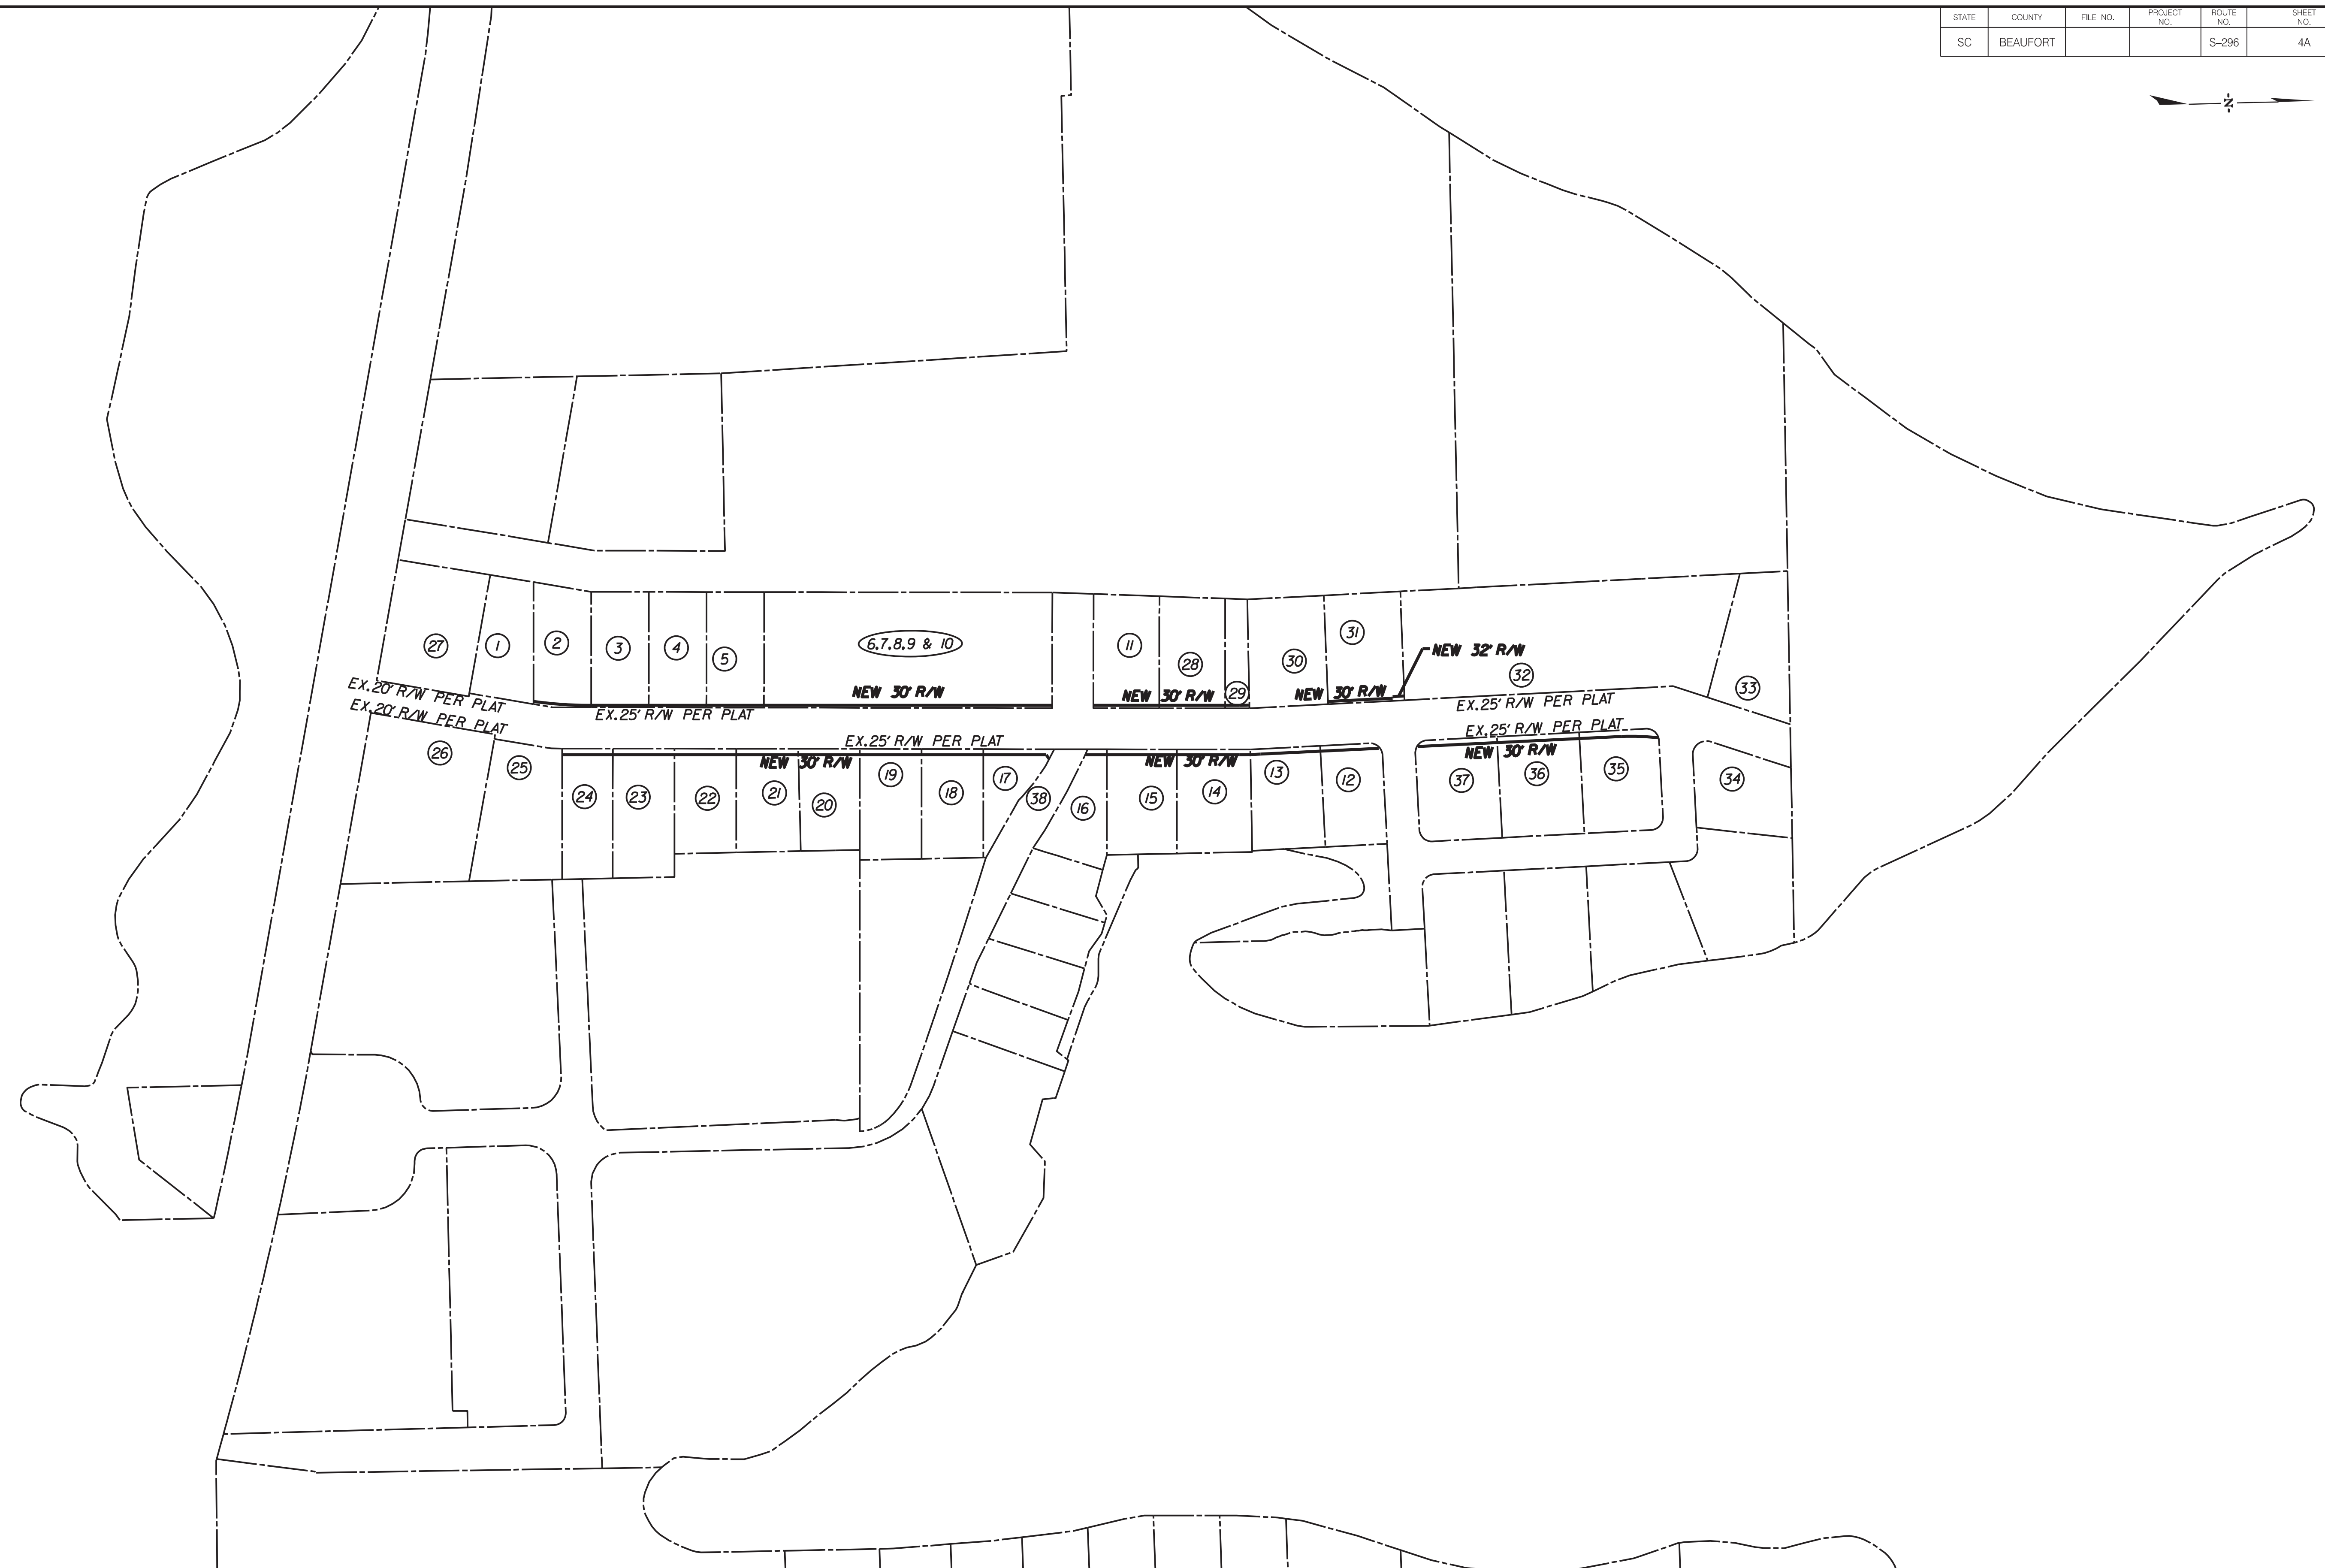 STATE COUNTY FILE NO. PROJECT NO. ROUTE NO. SHEET NO.
SC BEAUFORT S-296 4A
N
27 1 2 3 4 5 6,7,8,9 & 10 11 28 29 30 31
NEW 32' R/W
32
33
NEW 30' R/W
NEW 30' R/W
NEW 30' R/W
EX.20' R/W PER PLAT
EX.20' R/W PER PLAT
EX.25' R/W PER PLAT
EX.25' R/W PER PLAT
EX.25' R/W PER PLAT
EX.25' R/W PER PLAT
NEW 30' R/W
NEW 30' R/W
NEW 30' R/W
26 25 24 23 22 21 20 19 18 17 38 16 15 14 13 12 37 36 35 34